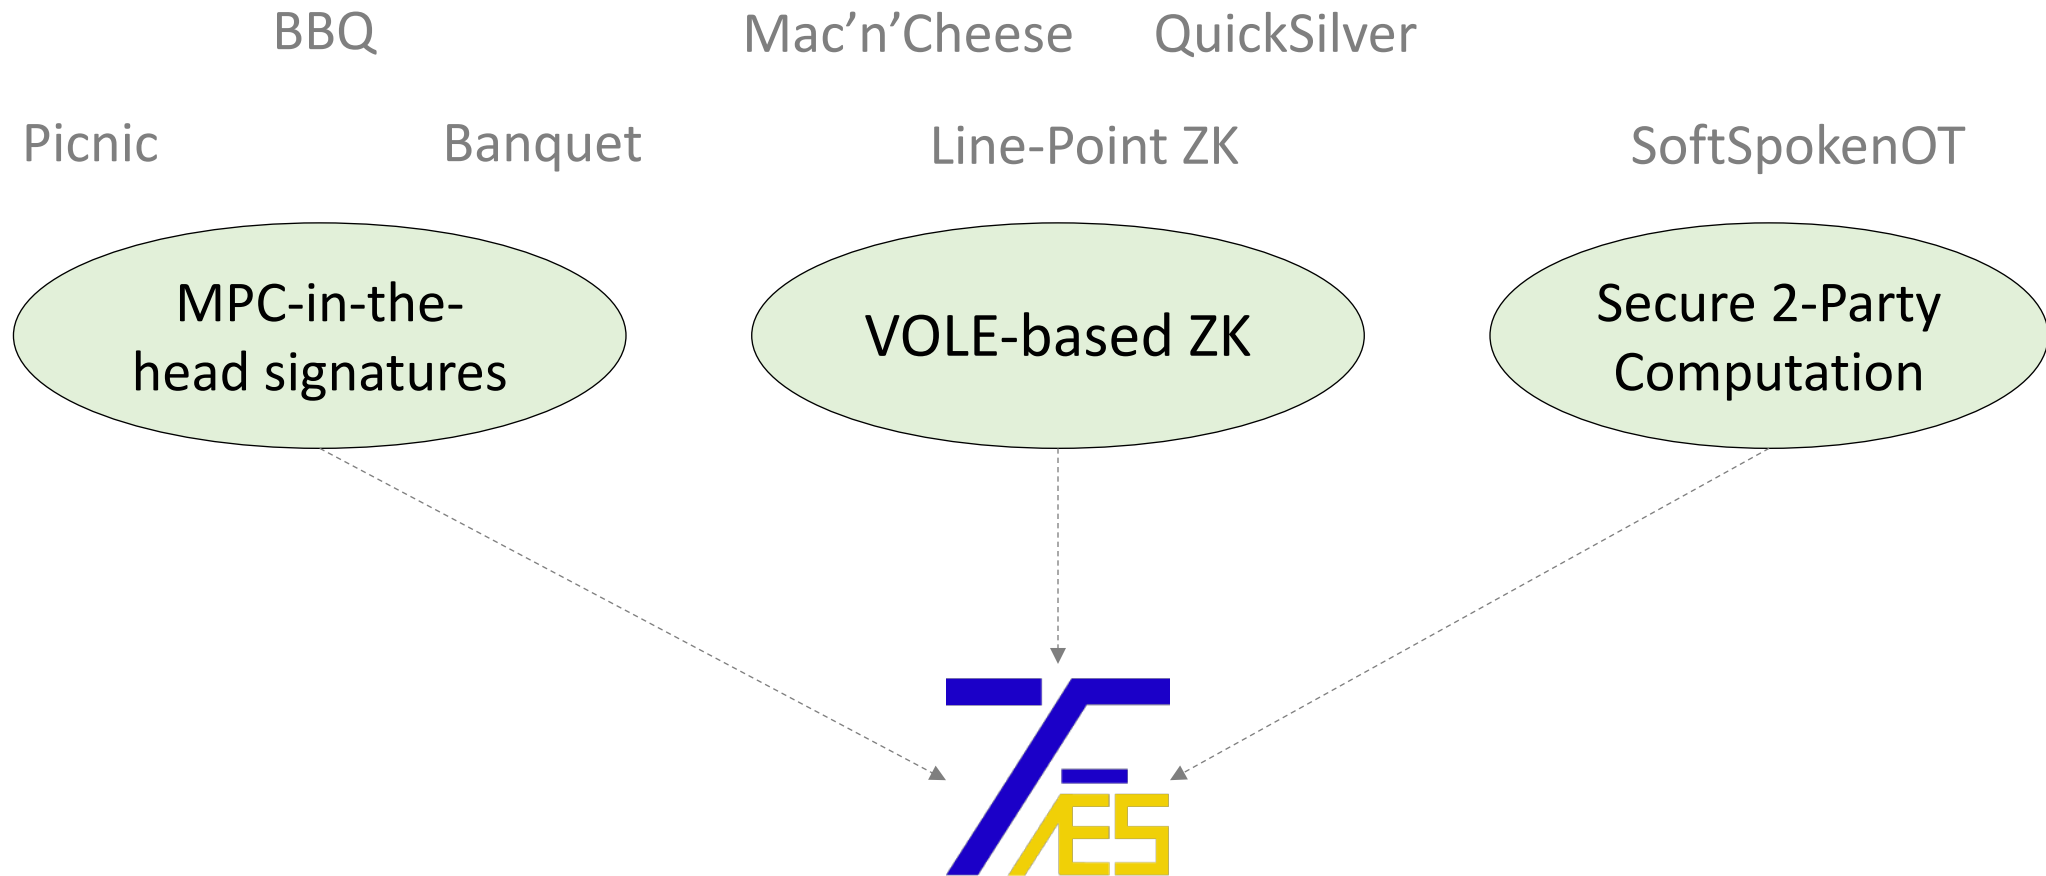 BBQ
Mac’n’Cheese
QuickSilver
Picnic
Banquet
Line-Point ZK
SoftSpokenOT
MPC-in-the-
head signatures
VOLE-based ZK
Secure 2-Party
Computation
AES